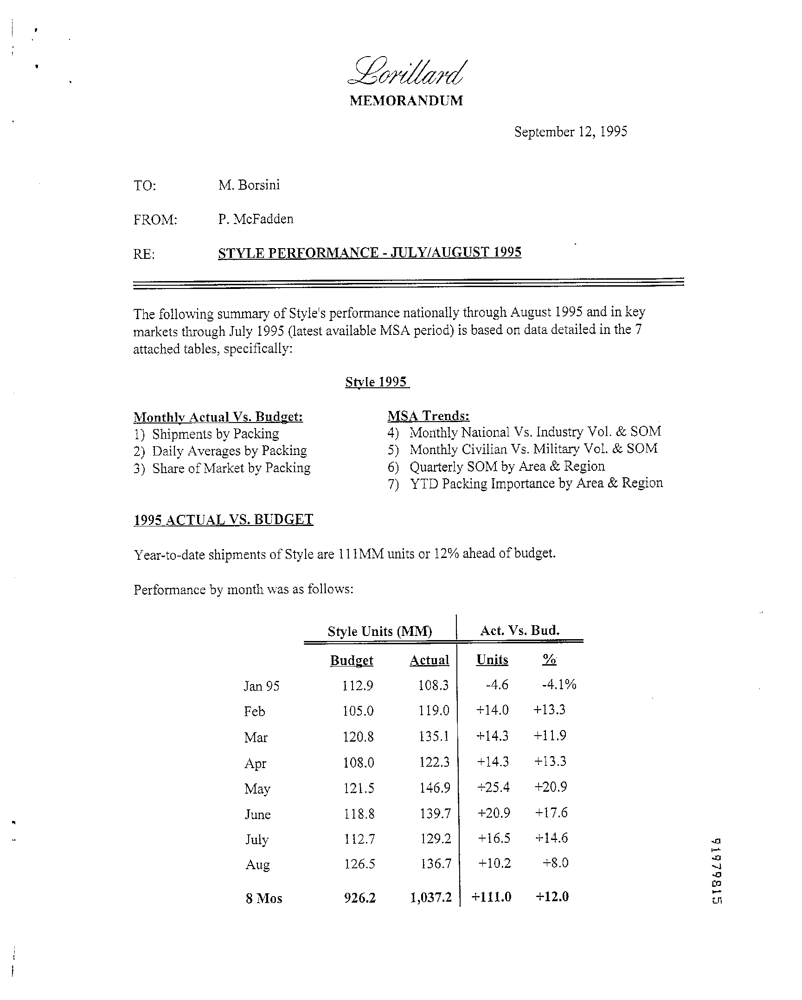 Lorillard
MEMORANDUM
September 12, 1995
TO: M. Borsini
FROM: P. McFadden
RE: STYLE PERFORMANCE - JULY/AUGUST 1995
The following summary of Style's performance nationally through August 1995 and in key
markets through July 1995 (latest available MSA period) is based on data detailed in the 7
attached tables, specifically:
Style 1995
Monthly Actual Vs. Budget:
1) Shipments by Packing
2) Daily Averages by Packing
3) Share of Market by Packing
MSA Trends:
4) Monthly National Vs. Industry Vol. & SOM
5) Monthly Civilian Vs. Military Vol. & SOM
6) Quarterly SOM by Area & Region
7) YTD Packing Importance by Area & Region
1995 ACTUAL VS. BUDGET
Year-to-date shipments of Style are 111MM units or 12% ahead of budget.
Performance by month was as follows:
Style Units (MM) Act. Vs. Bud.
Budget Actual Units %
Jan 95 112.9 108.3 -4.6 -4.1%
Feb 105.0 119.0 +14.0 +13.3
Mar 120.8 135.1 +14.3 +11.9
Apr 108.0 122.3 +14.3 +13.3
May 121.5 146.9 +25.4 +20.9
June 118.8 139.7 +20.9 +17.6
July 112.7 129.2 +16.5 +14.6
Aug 126.5 136.7 +10.2 +8.0
8 Mos 926.2 1,037.2 +111.0 +12.0
91979815